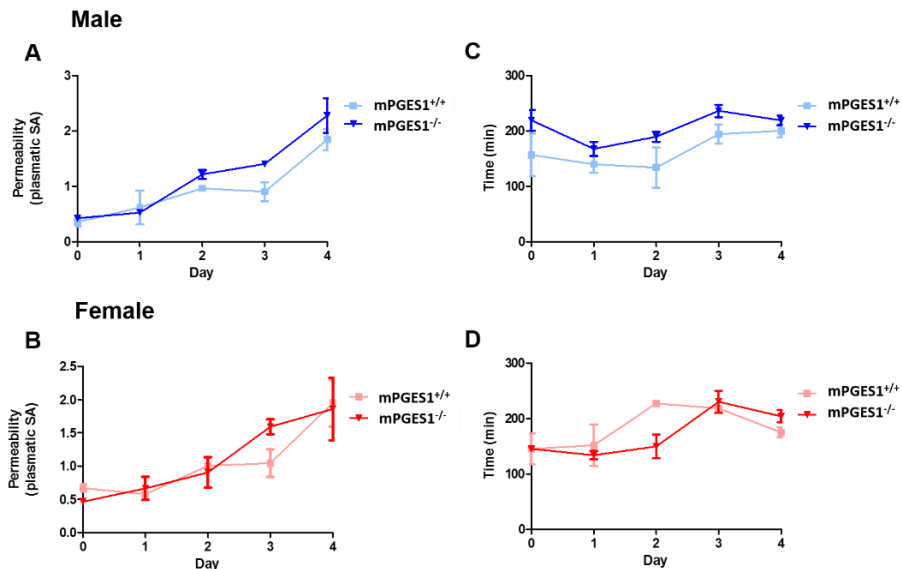 Male
A
Permeability
(plasmatic SA)
3
2
1
0
0 1 2 3 4
Day
mPGES1+/+
mPGES1-/-
C
Time (min)
300
200
100
0
0 1 2 3 4
Day
mPGES1+/+
mPGES1-/-
Female
B
Permeability
(plasmatic SA)
2.5
2.0
1.5
1.0
0.5
0.0
0 1 2 3 4
Day
mPGES1+/+
mPGES1-/-
D
Time (min)
300
200
100
0
0 1 2 3 4
Day
mPGES1+/+
mPGES1-/-